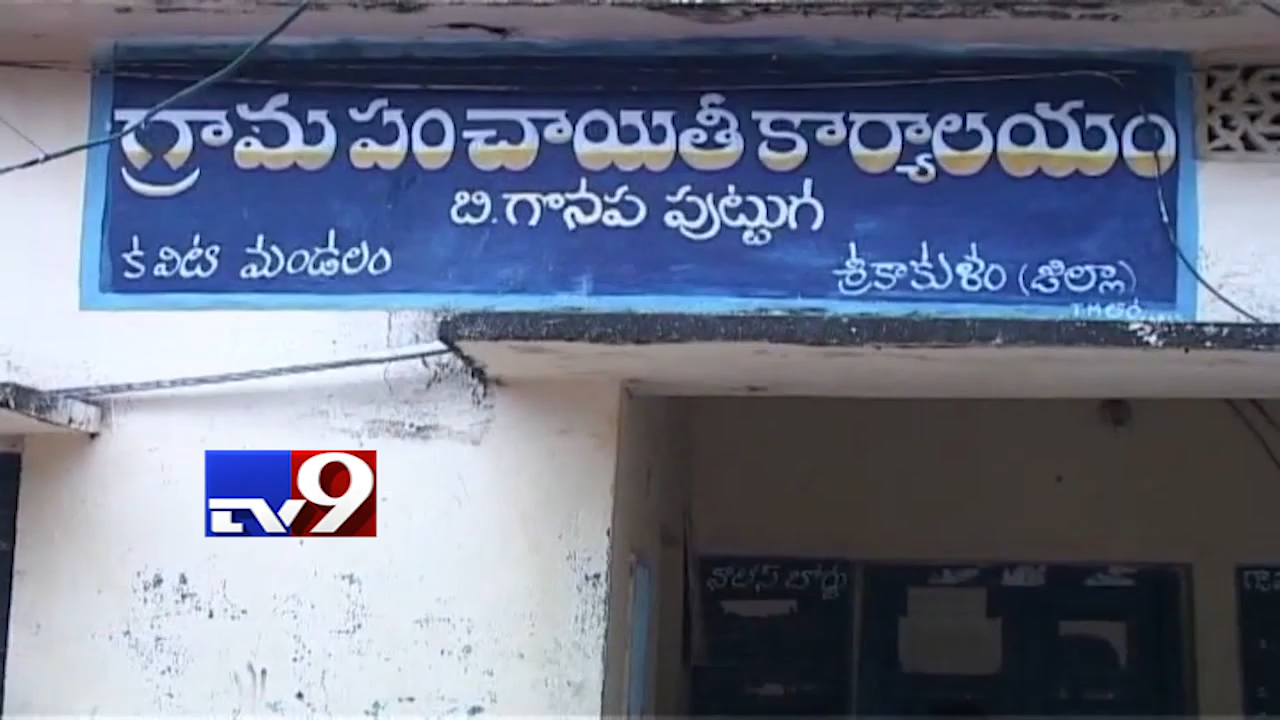 గ్రామ పంచాయితీ కార్యాలయం
బి.గొనప పుట్టుగ
కవిటి మండలం
శ్రీకాకుళం (జిల్లా)
TV9
నోటీస్ బోర్డు